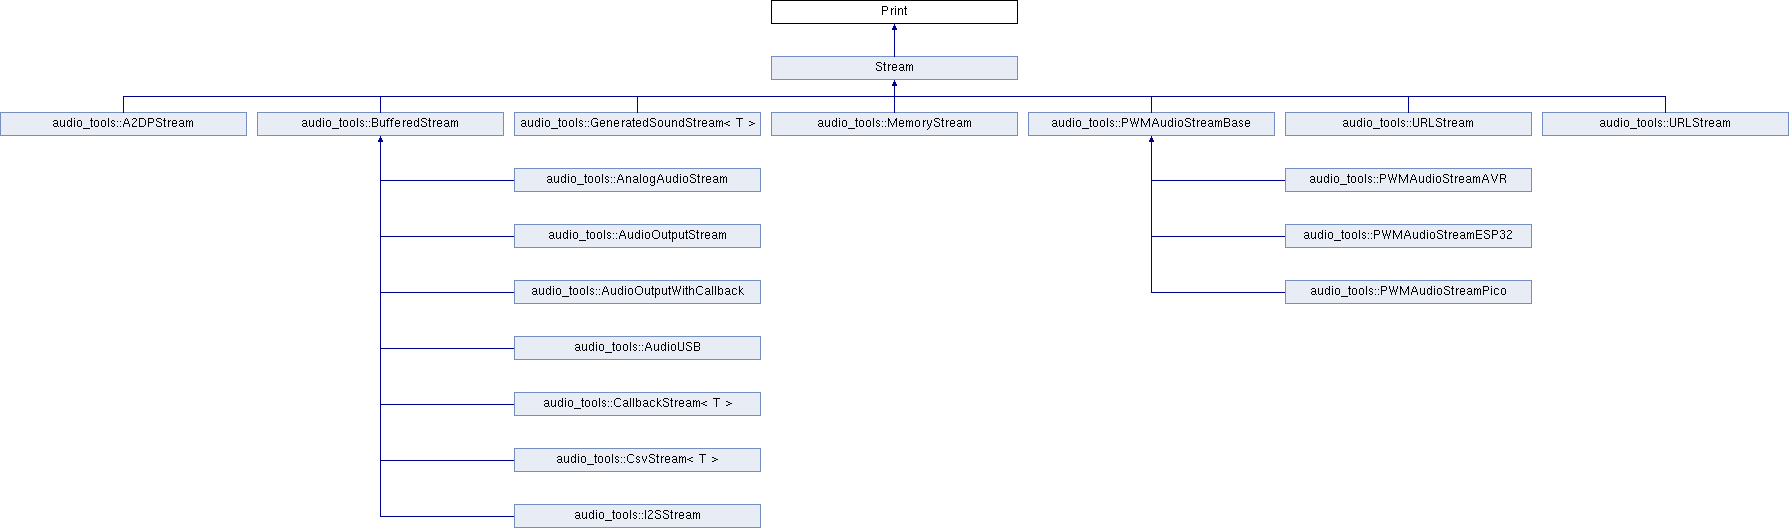 Print
Stream
audio_tools::A2DPStream
audio_tools::BufferedStream
audio_tools::GeneratedSoundStream< T >
audio_tools::MemoryStream
audio_tools::PWMAudioStreamBase
audio_tools::URLStream
audio_tools::URLStream
audio_tools::AnalogAudioStream
audio_tools::PWMAudioStreamAVR
audio_tools::AudioOutputStream
audio_tools::PWMAudioStreamESP32
audio_tools::AudioOutputWithCallback
audio_tools::PWMAudioStreamPico
audio_tools::AudioUSB
audio_tools::CallbackStream< T >
audio_tools::CsvStream< T >
audio_tools::I2SStream